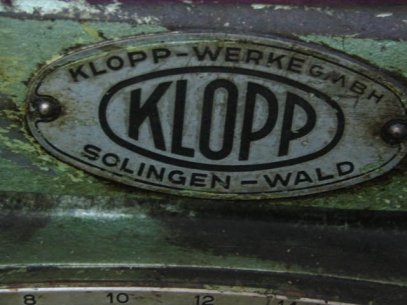 KLOPP-WERKE GMBH
KLOPP
SOLINGEN-WALD
8 10 12